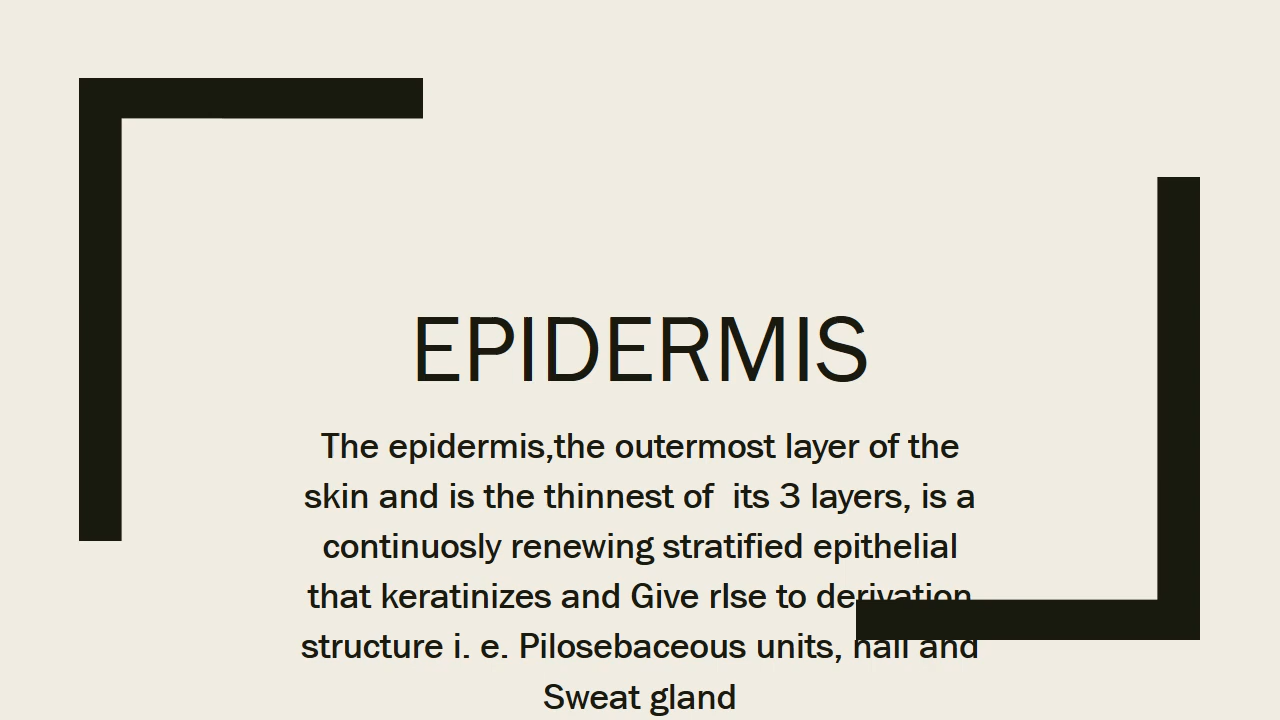 EPIDERMIS
The epidermis,the outermost layer of the
skin and is the thinnest of  its 3 layers, is a
continuosly renewing stratified epithelial
that keratinizes and Give rIse to derivation
structure i. e. Pilosebaceous units, nail and
Sweat gland